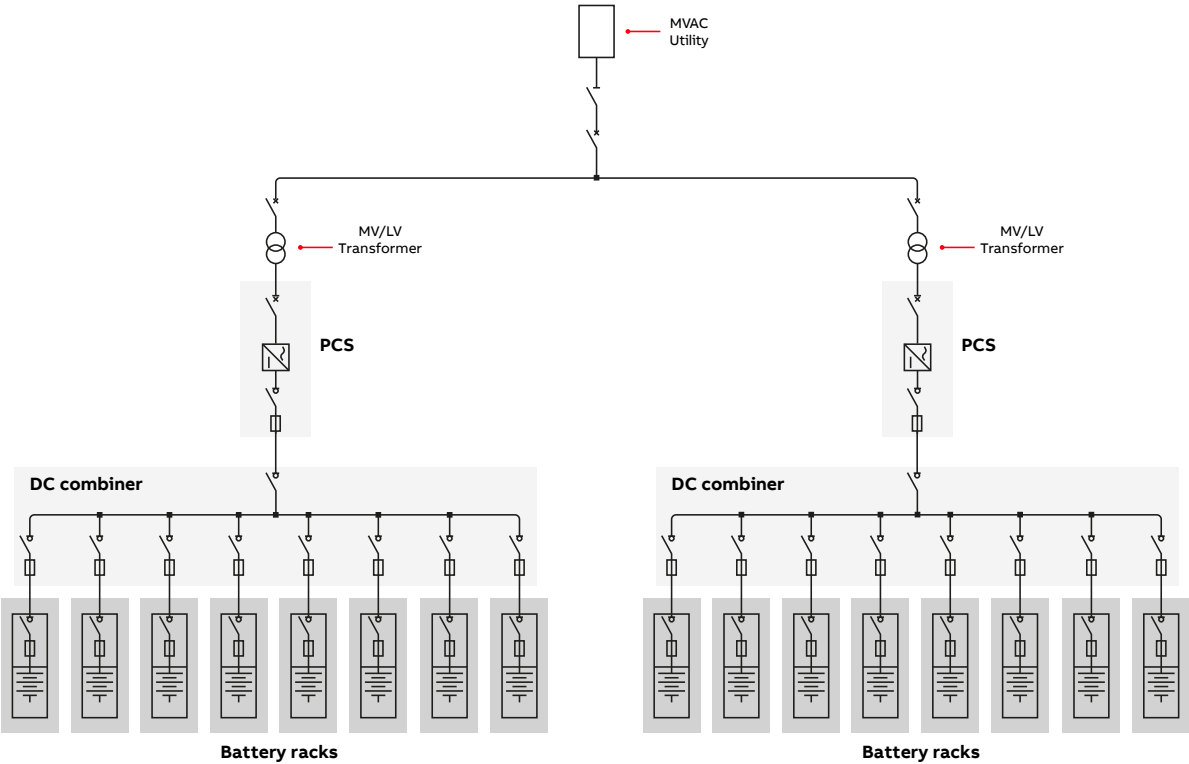 MVAC
Utility
MV/LV
Transformer
MV/LV
Transformer
PCS
PCS
DC combiner
DC combiner
Battery racks
Battery racks